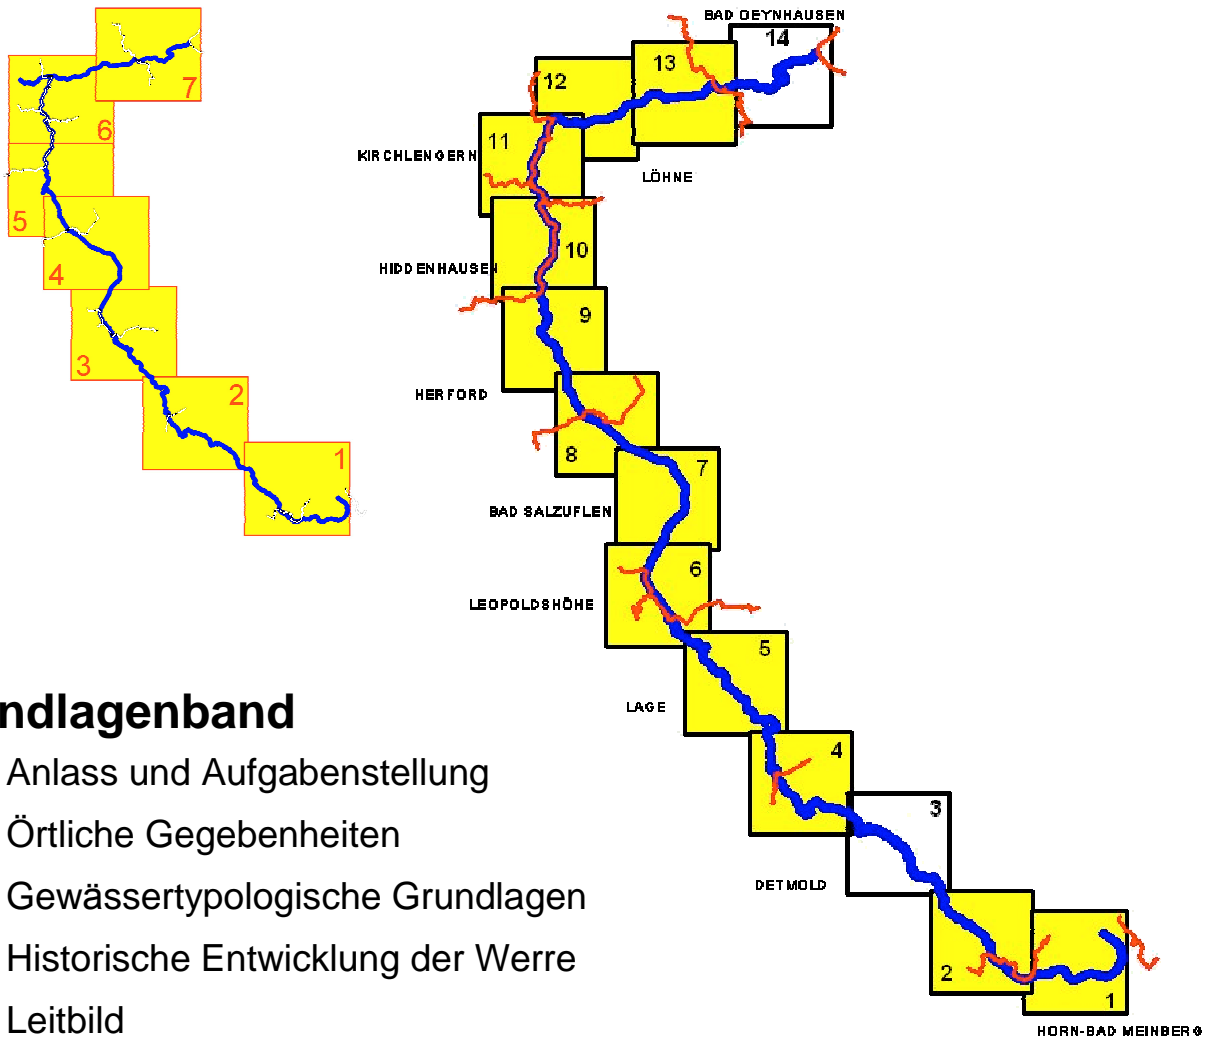 7
6
5
4
3
2
1
BAD OEYNHAUSEN
14
13
12
11
KIRCHLENGERN
LÖHNE
10
HIDDENHAUSEN
9
HERFORD
8
7
BAD SALZUFLEN
6
LEOPOLDSHÖHE
5
LAGE
4
3
DETMOLD
2
1
HORN-BAD MEINBERG
ndlagenband
Anlass und Aufgabenstellung
Örtliche Gegebenheiten
Gewässertypologische Grundlagen
Historische Entwicklung der Werre
Leitbild